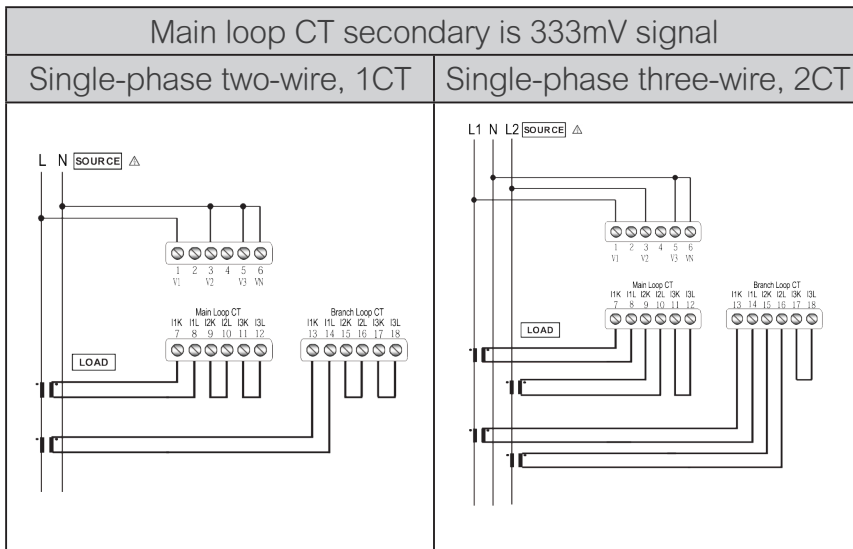 Main loop CT secondary is 333mV signal
Single-phase two-wire, 1CT
L N SOURCE ⚠
1 2 3 4 5 6
V1 V2 V3 VN
Main Loop CT
I1K I1L I2K I2L I3K I3L
7 8 9 10 11 12
Branch Loop CT
I1K I1L I2K I2L I3K I3L
13 14 15 16 17 18
LOAD
Single-phase three-wire, 2CT
L1 N L2 SOURCE ⚠
1 2 3 4 5 6
V1 V2 V3 VN
Main Loop CT
I1K I1L I2K I2L I3K I3L
7 8 9 10 11 12
Branch Loop CT
I1K I1L I2K I2L I3K I3L
13 14 15 16 17 18
LOAD